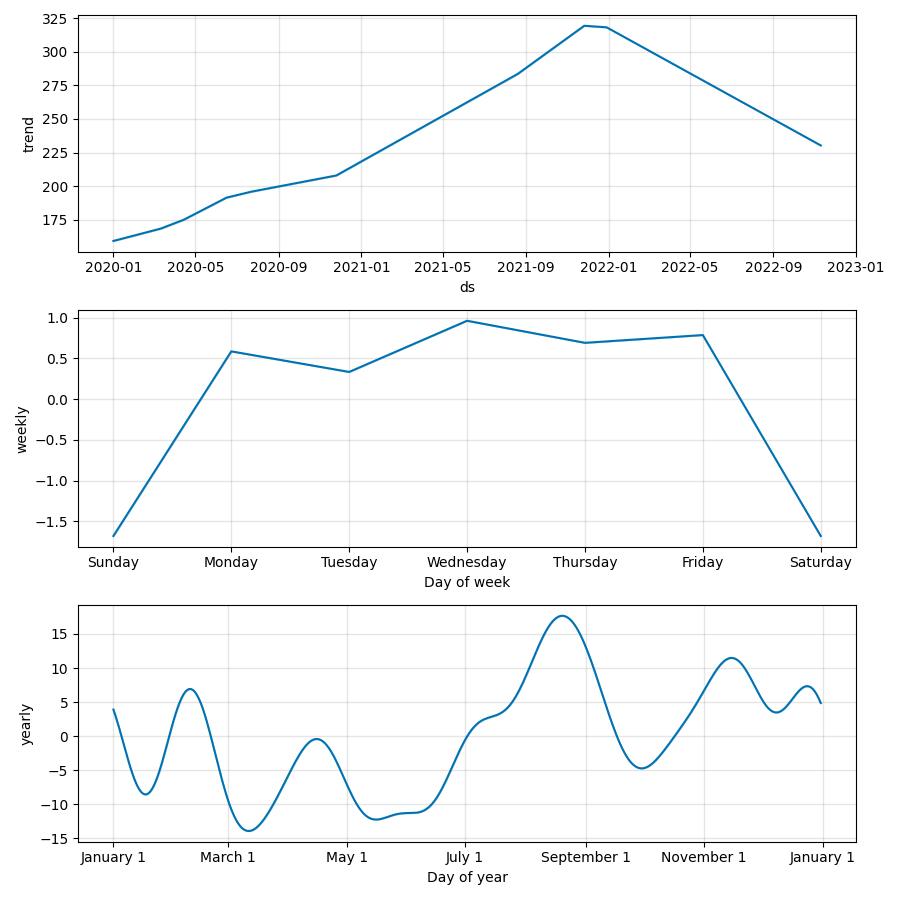 325
300
275
250
225
200
175
trend
2020-01 2020-05 2020-09 2021-01 2021-05 2021-09 2022-01 2022-05 2022-09 2023-01
ds
1.0
0.5
0.0
−0.5
−1.0
−1.5
weekly
Sunday Monday Tuesday Wednesday Thursday Friday Saturday
Day of week
15
10
5
0
−5
−10
−15
yearly
January 1 March 1 May 1 July 1 September 1 November 1 January 1
Day of year